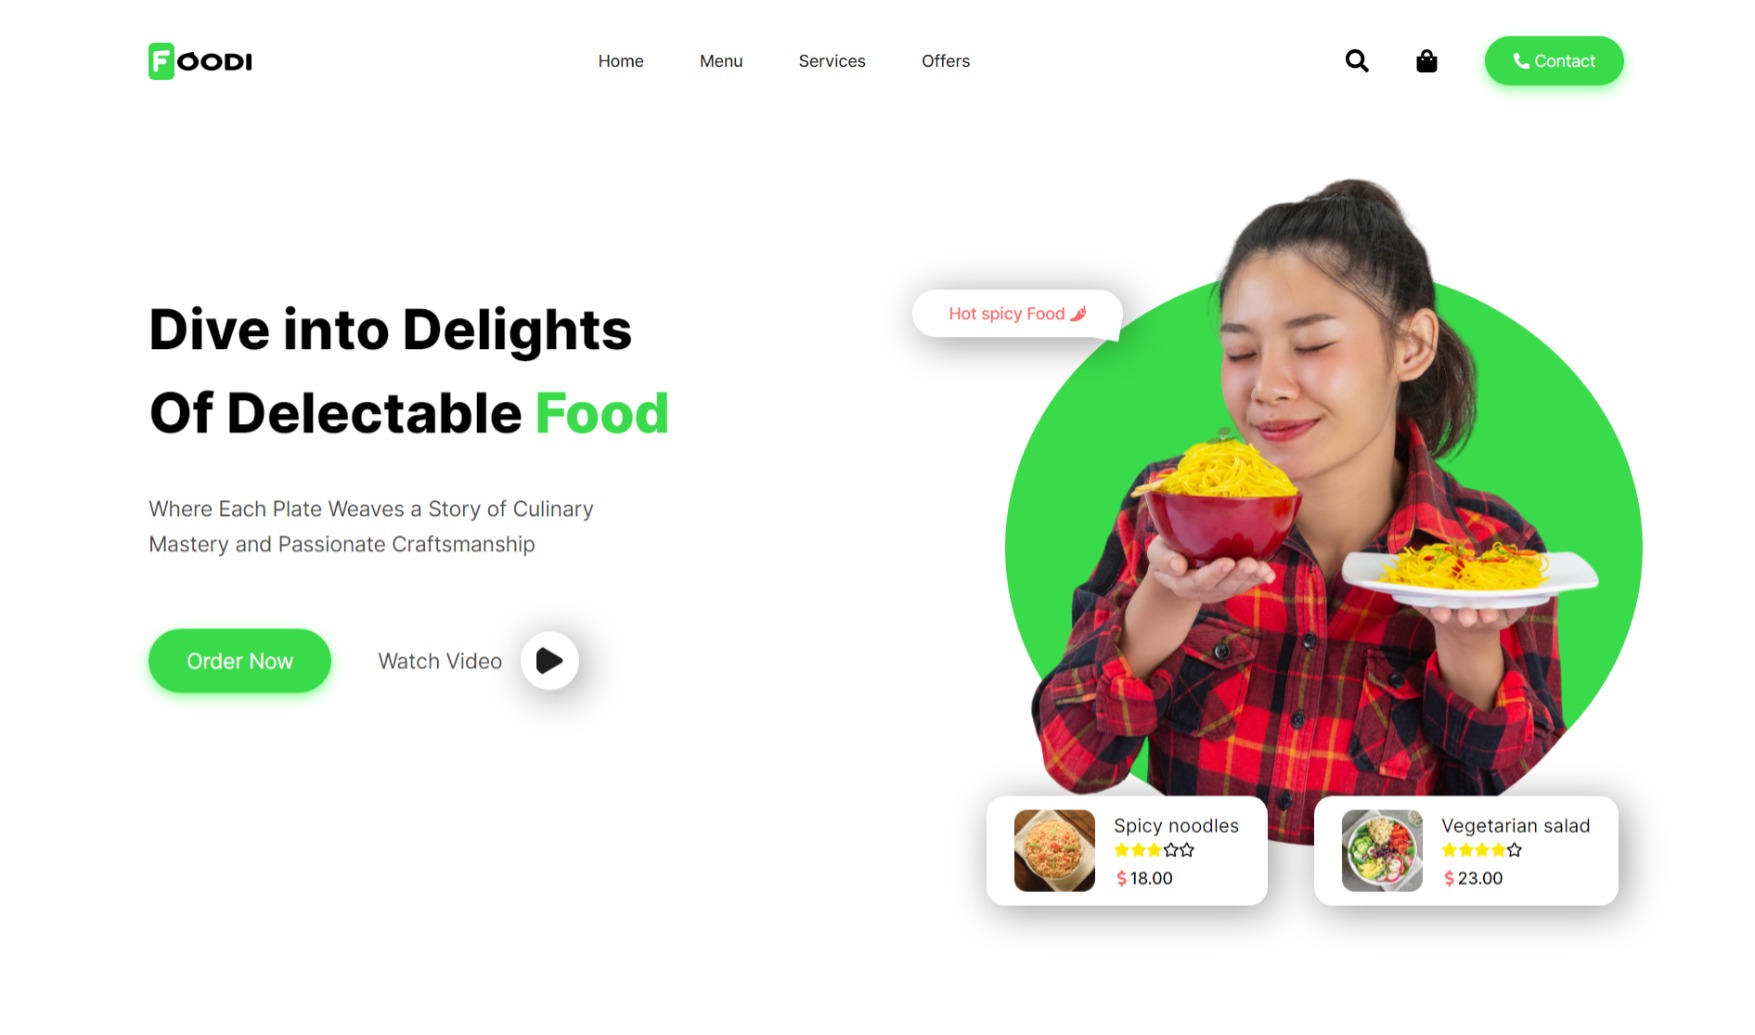 FOODI
Home
Menu
Services
Offers
Contact
Dive into Delights
Of Delectable Food
Where Each Plate Weaves a Story of Culinary
Mastery and Passionate Craftsmanship
Order Now
Watch Video
Hot spicy Food
Spicy noodles
$ 18.00
Vegetarian salad
$ 23.00